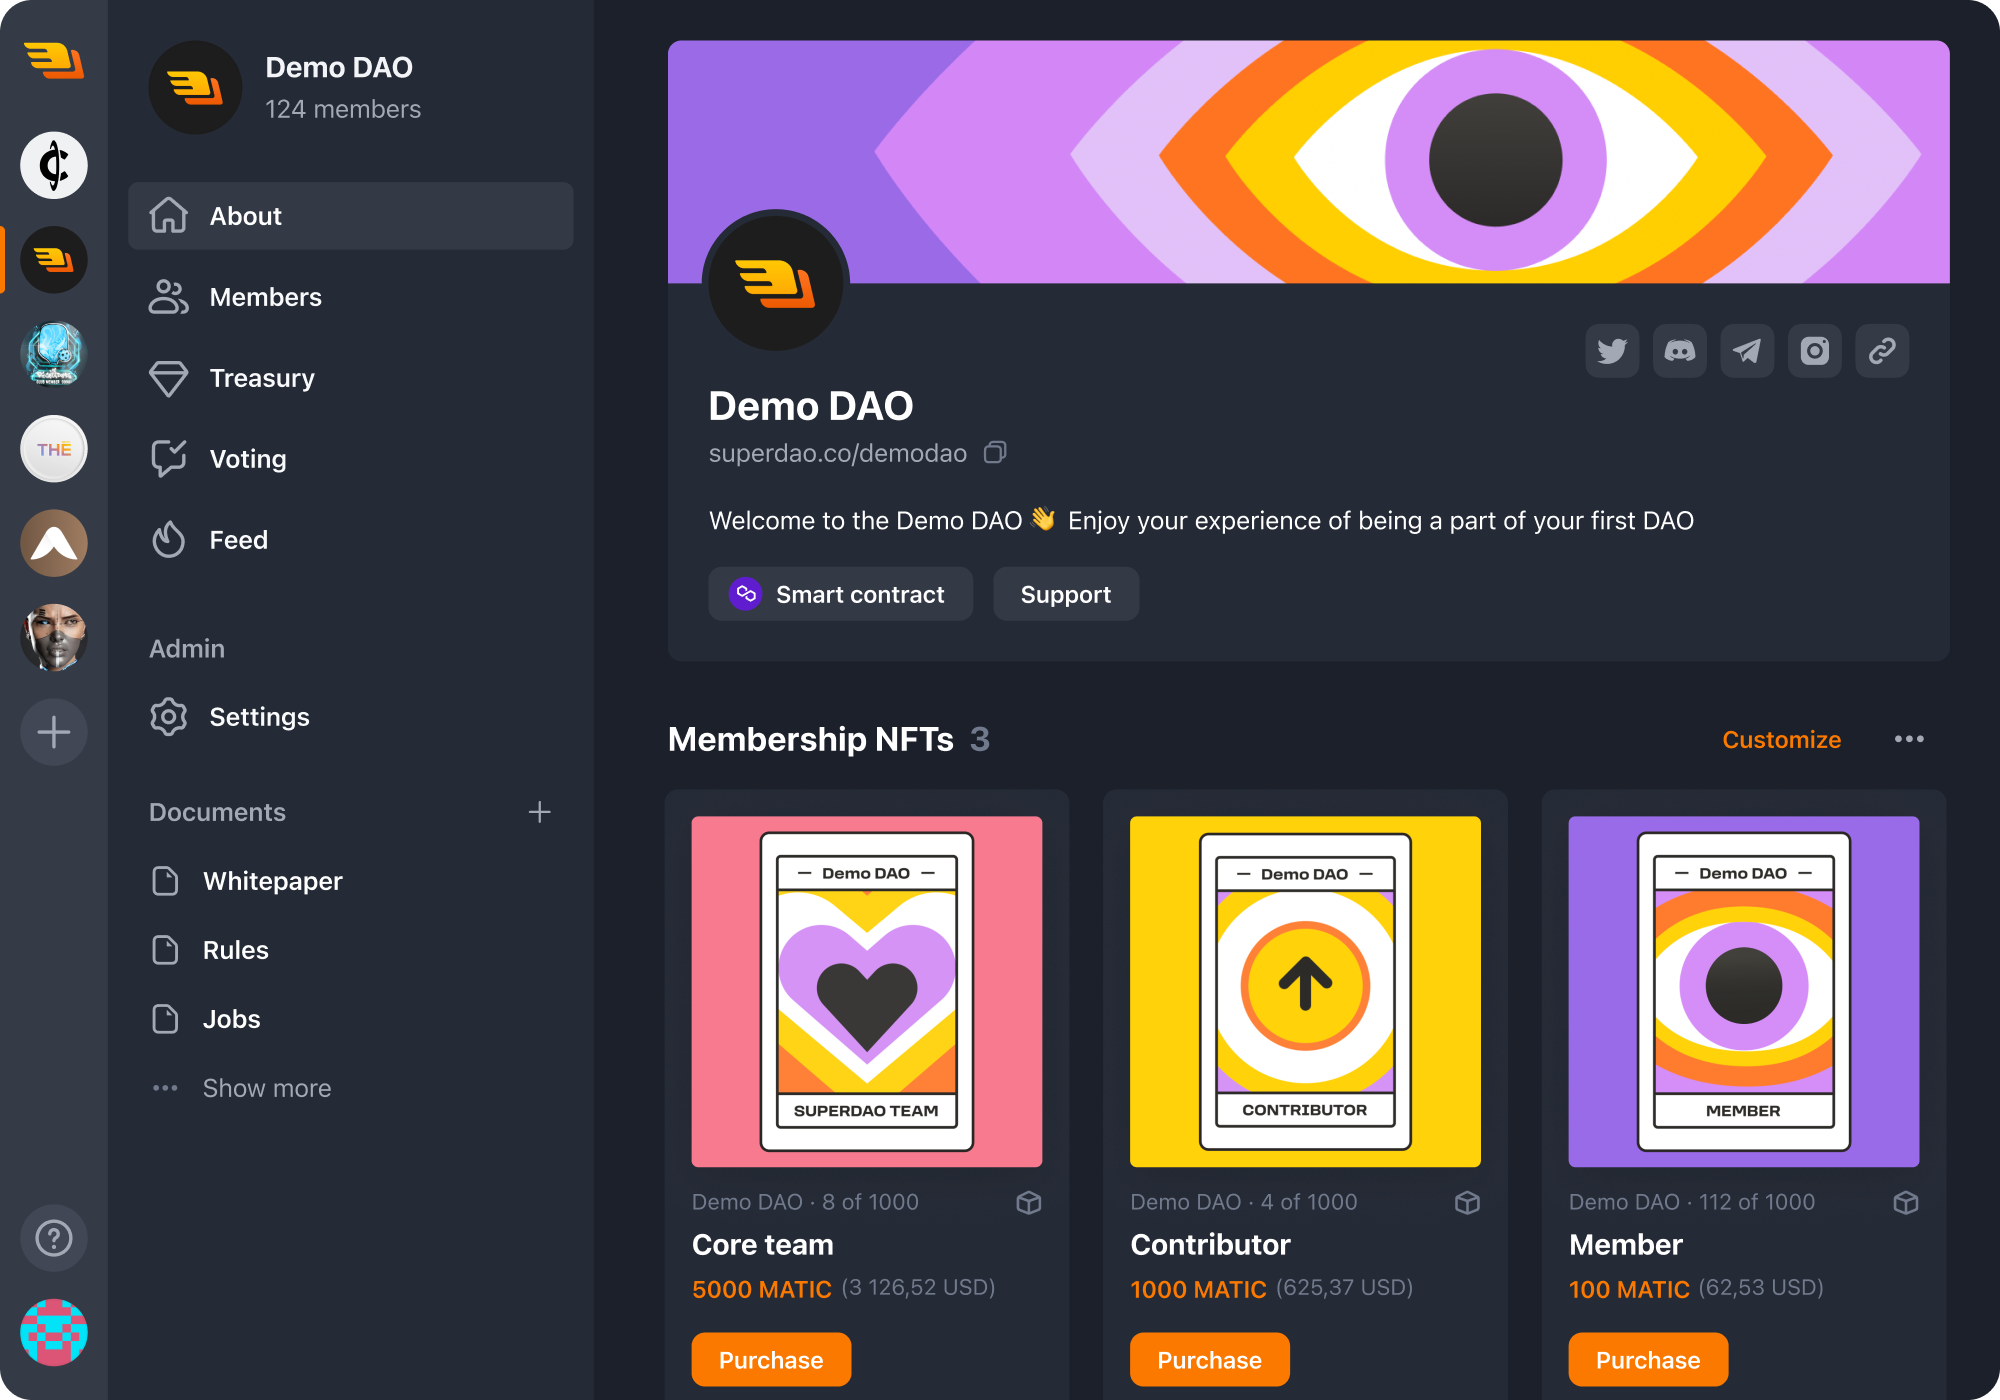 Demo DAO
124 members
About
Members
Treasury
Voting
Feed
Admin
Settings
Documents
Whitepaper
Rules
Jobs
Show more
THE
Demo DAO
superdao.co/demodao
Welcome to the Demo DAO 👋 Enjoy your experience of being a part of your first DAO
Smart contract
Support
Membership NFTs 3
Customize
Demo DAO
SUPERDAO TEAM
Demo DAO · 8 of 1000
Core team
5000 MATIC (3 126,52 USD)
Purchase
Demo DAO
CONTRIBUTOR
Demo DAO · 4 of 1000
Contributor
1000 MATIC (625,37 USD)
Purchase
Demo DAO
MEMBER
Demo DAO · 112 of 1000
Member
100 MATIC (62,53 USD)
Purchase